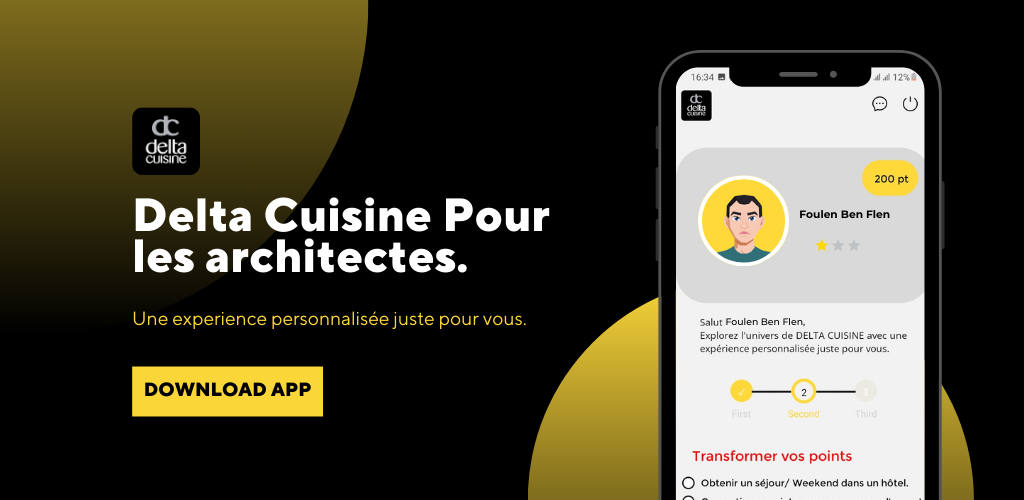 dc
delta
cuisine
Delta Cuisine Pour
les architectes.
Une experience personnalisée juste pour vous.
DOWNLOAD APP
16:34
12%
dc
delta
cuisine
200 pt
Foulen Ben Flen
Salut Foulen Ben Flen,
Explorez l'univers de DELTA CUISINE avec une
expérience personnalisée juste pour vous.
2
3
First
Second
Third
Transformer vos points
Obtenir un séjour/ Weekend dans un hôtel.